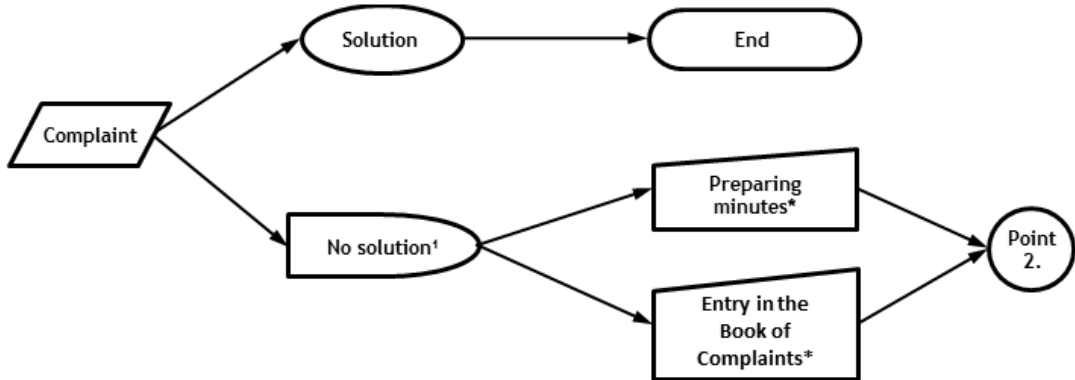 Solution
End
Complaint
No solution¹
Preparing
minutes*
Entry in the
Book of
Complaints*
Point
2.